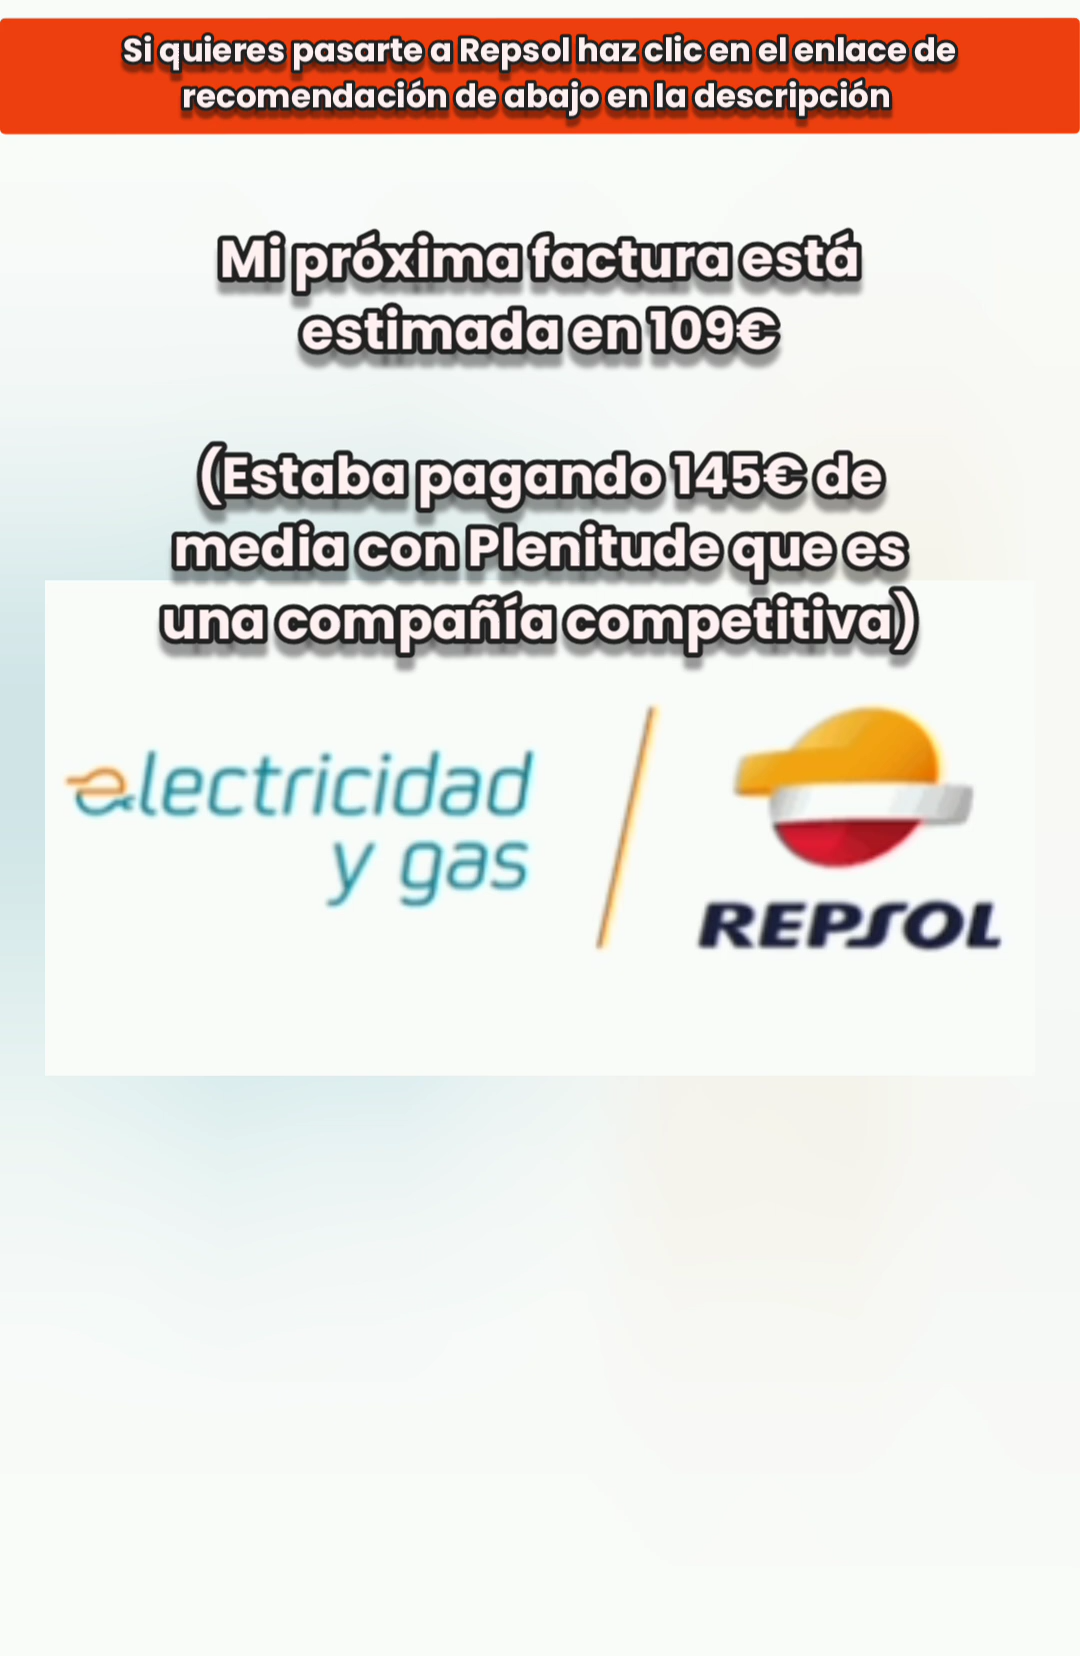 Si quieres pasarte a Repsol haz clic en el enlace de
recomendación de abajo en la descripción
Mi próxima factura está
estimada en 109€
(Estaba pagando 145€ de
media con Plenitude que es
una compañía competitiva)
electricidad
y gas
REPSOL